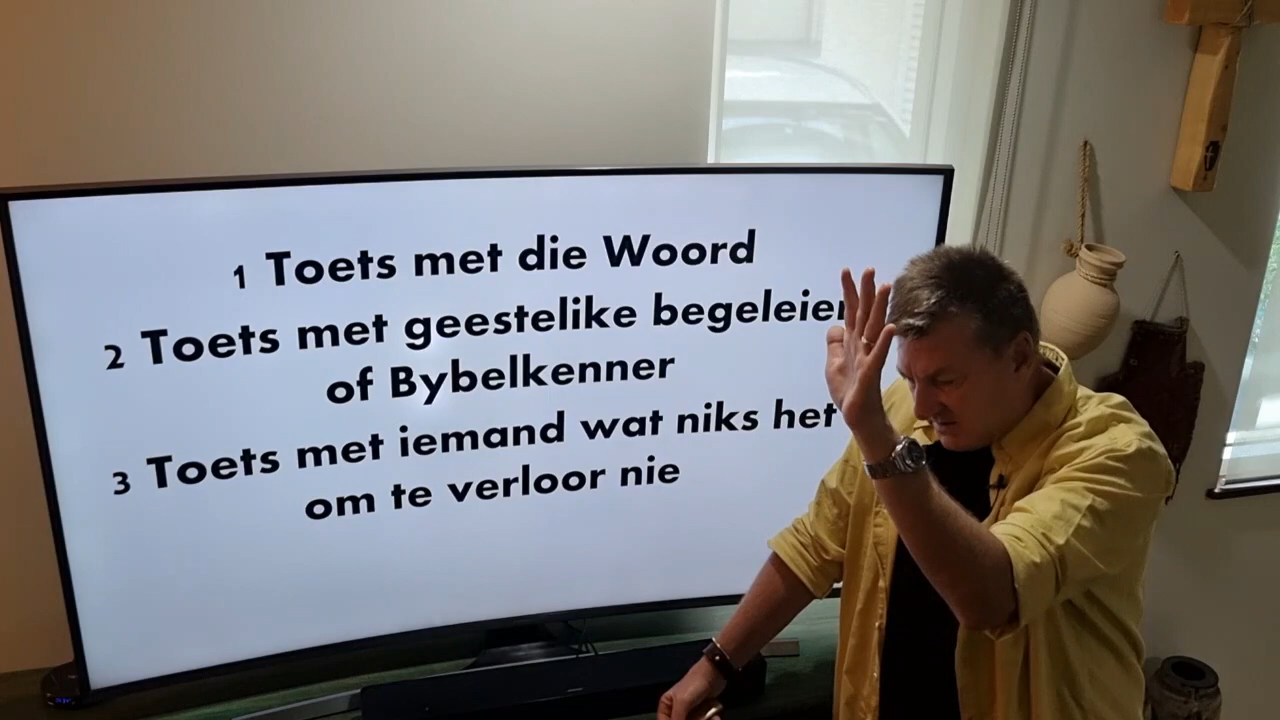 1 Toets met die Woord
2 Toets met geestelike begeleier
of Bybelkenner
3 Toets met iemand wat niks het
om te verloor nie